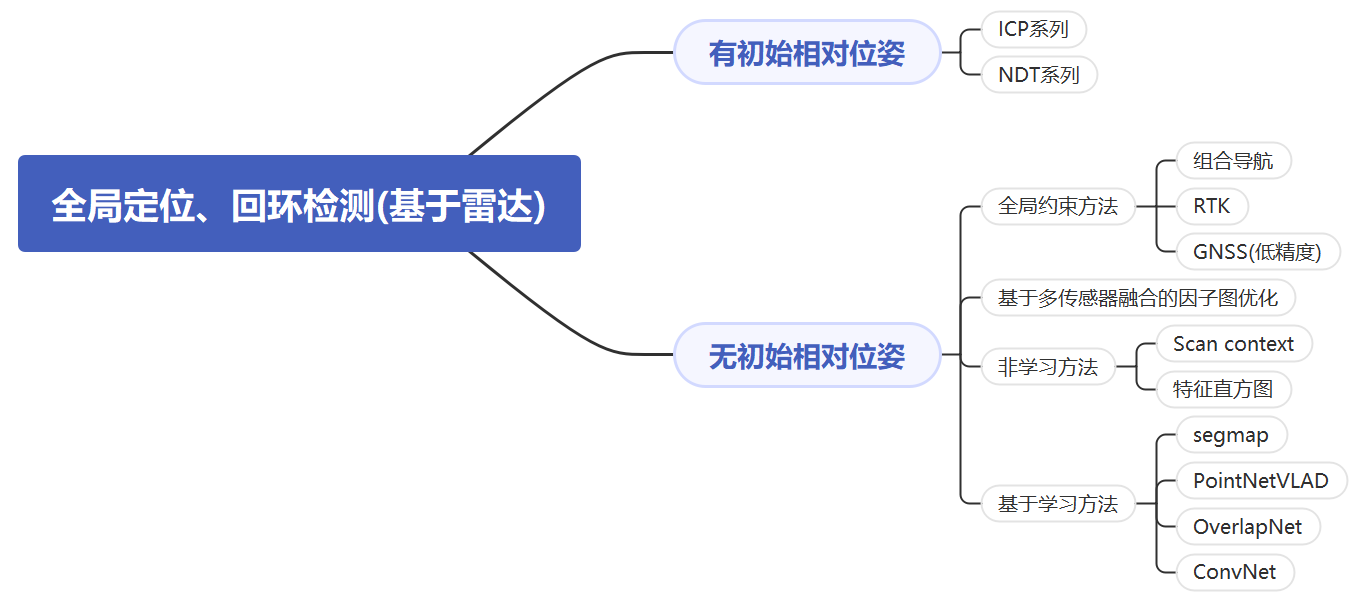 全局定位、回环检测(基于雷达)
有初始相对位姿
ICP系列
NDT系列
无初始相对位姿
全局约束方法
组合导航
RTK
GNSS(低精度)
基于多传感器融合的因子图优化
非学习方法
Scan context
特征直方图
基于学习方法
segmap
PointNetVLAD
OverlapNet
ConvNet